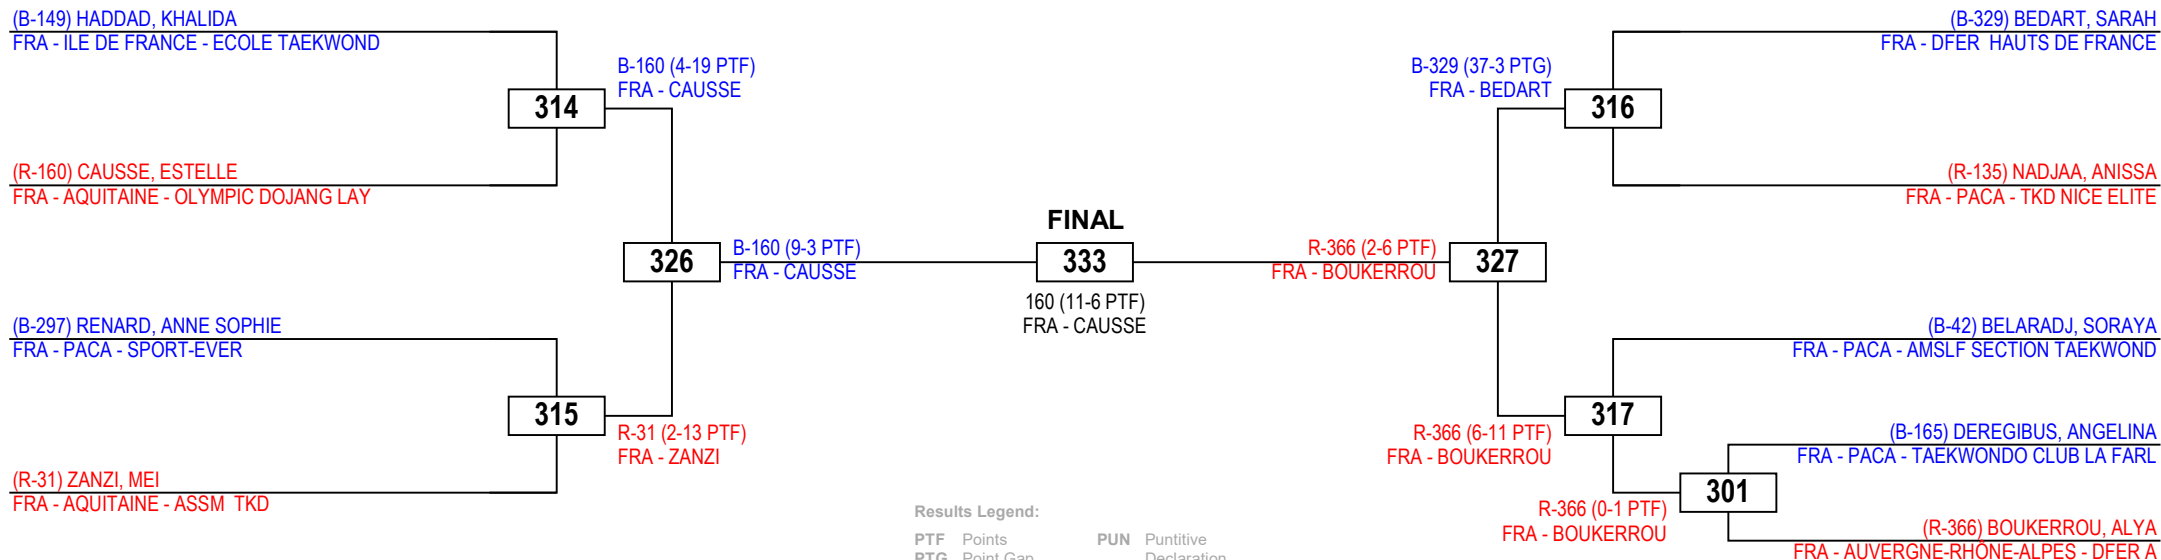 (B-149) HADDAD, KHALIDA
FRA - ILE DE FRANCE - ECOLE TAEKWOND
(R-160) CAUSSE, ESTELLE
FRA - AQUITAINE - OLYMPIC DOJANG LAY
(B-297) RENARD, ANNE SOPHIE
FRA - PACA - SPORT-EVER
(R-31) ZANZI, MEI
FRA - AQUITAINE - ASSM  TKD
314
B-160 (4-19 PTF)
FRA - CAUSSE
315
R-31 (2-13 PTF)
FRA - ZANZI
326
B-160 (9-3 PTF)
FRA - CAUSSE
FINAL
333
160 (11-6 PTF)
FRA - CAUSSE
R-366 (2-6 PTF)
FRA - BOUKERROU
327
B-329 (37-3 PTG)
FRA - BEDART
316
R-366 (6-11 PTF)
FRA - BOUKERROU
317
R-366 (0-1 PTF)
FRA - BOUKERROU
301
(B-329) BEDART, SARAH
FRA - DFER  HAUTS DE FRANCE
(R-135) NADJAA, ANISSA
FRA - PACA - TKD NICE ELITE
(B-42) BELARADJ, SORAYA
FRA - PACA - AMSLF SECTION TAEKWOND
(B-165) DEREGIBUS, ANGELINA
FRA - PACA - TAEKWONDO CLUB LA FARL
(R-366) BOUKERROU, ALYA
FRA - AUVERGNE-RHÔNE-ALPES - DFER A
Results Legend:
PTF Points PUN Puntitive
PTG Point Gap Declaration